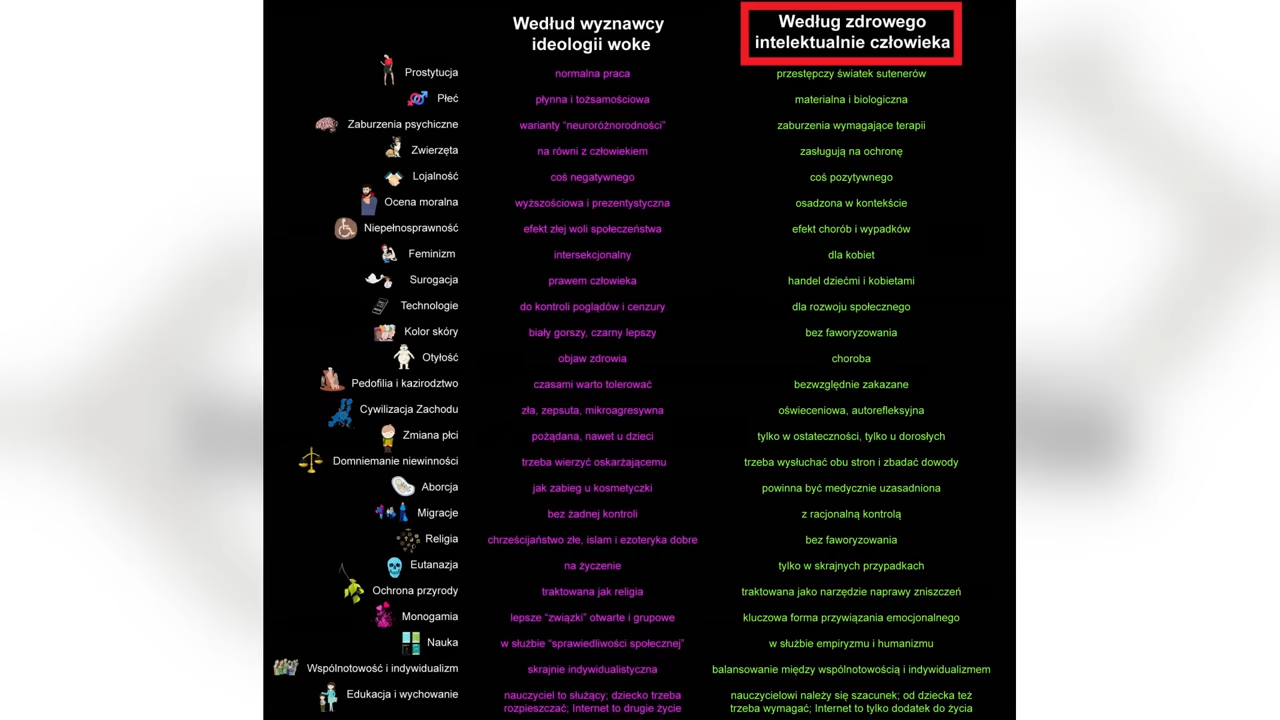 Wedłud wyznawcy
ideologii woke
Według zdrowego
intelektualnie człowieka
Prostytucja normalna praca przestępczy światek sutenerów
Płeć płynna i tożsamościowa materialna i biologiczna
Zaburzenia psychiczne warianty “neuroróżnorodności” zaburzenia wymagające terapii
Zwierzęta na równi z człowiekiem zasługują na ochronę
Lojalność coś negatywnego coś pozytywnego
Ocena moralna wyższościowa i prezentystyczna osadzona w kontekście
Niepełnosprawność efekt złej woli społeczeństwa efekt chorób i wypadków
Feminizm intersekcjonalny dla kobiet
Surogacja prawem człowieka handel dziećmi i kobietami
Technologie do kontroli poglądów i cenzury dla rozwoju społecznego
Kolor skóry biały gorszy, czarny lepszy bez faworyzowania
Otyłość objaw zdrowia choroba
Pedofilia i kazirodztwo czasami warto tolerować bezwzględnie zakazane
Cywilizacja Zachodu zła, zepsuta, mikroagresywna oświeceniowa, autorefleksyjna
Zmiana płci pożądana, nawet u dzieci tylko w ostateczności, tylko u dorosłych
Domniemanie niewinności trzeba wierzyć oskarżającemu trzeba wysłuchać obu stron i zbadać dowody
Aborcja jak zabieg u kosmetyczki powinna być medycznie uzasadniona
Migracje bez żadnej kontroli z racjonalną kontrolą
Religia chrześcijaństwo złe, islam i ezoteryka dobre bez faworyzowania
Eutanazja na życzenie tylko w skrajnych przypadkach
Ochrona przyrody traktowana jak religia traktowana jako narzędzie naprawy zniszczeń
Monogamia lepsze “związki” otwarte i grupowe kluczowa forma przywiązania emocjonalnego
Nauka w służbie “sprawiedliwości społecznej” w służbie empiryzmu i humanizmu
Wspólnotowość i indywidualizm skrajnie indywidualistyczna balansowanie między wspólnotowością i indywidualizmem
Edukacja i wychowanie nauczyciel to służący; dziecko trzeba nauczycielowi należy się szacunek; od dziecka też
rozpieszczać; Internet to drugie życie trzeba wymagać; Internet to tylko dodatek do życia